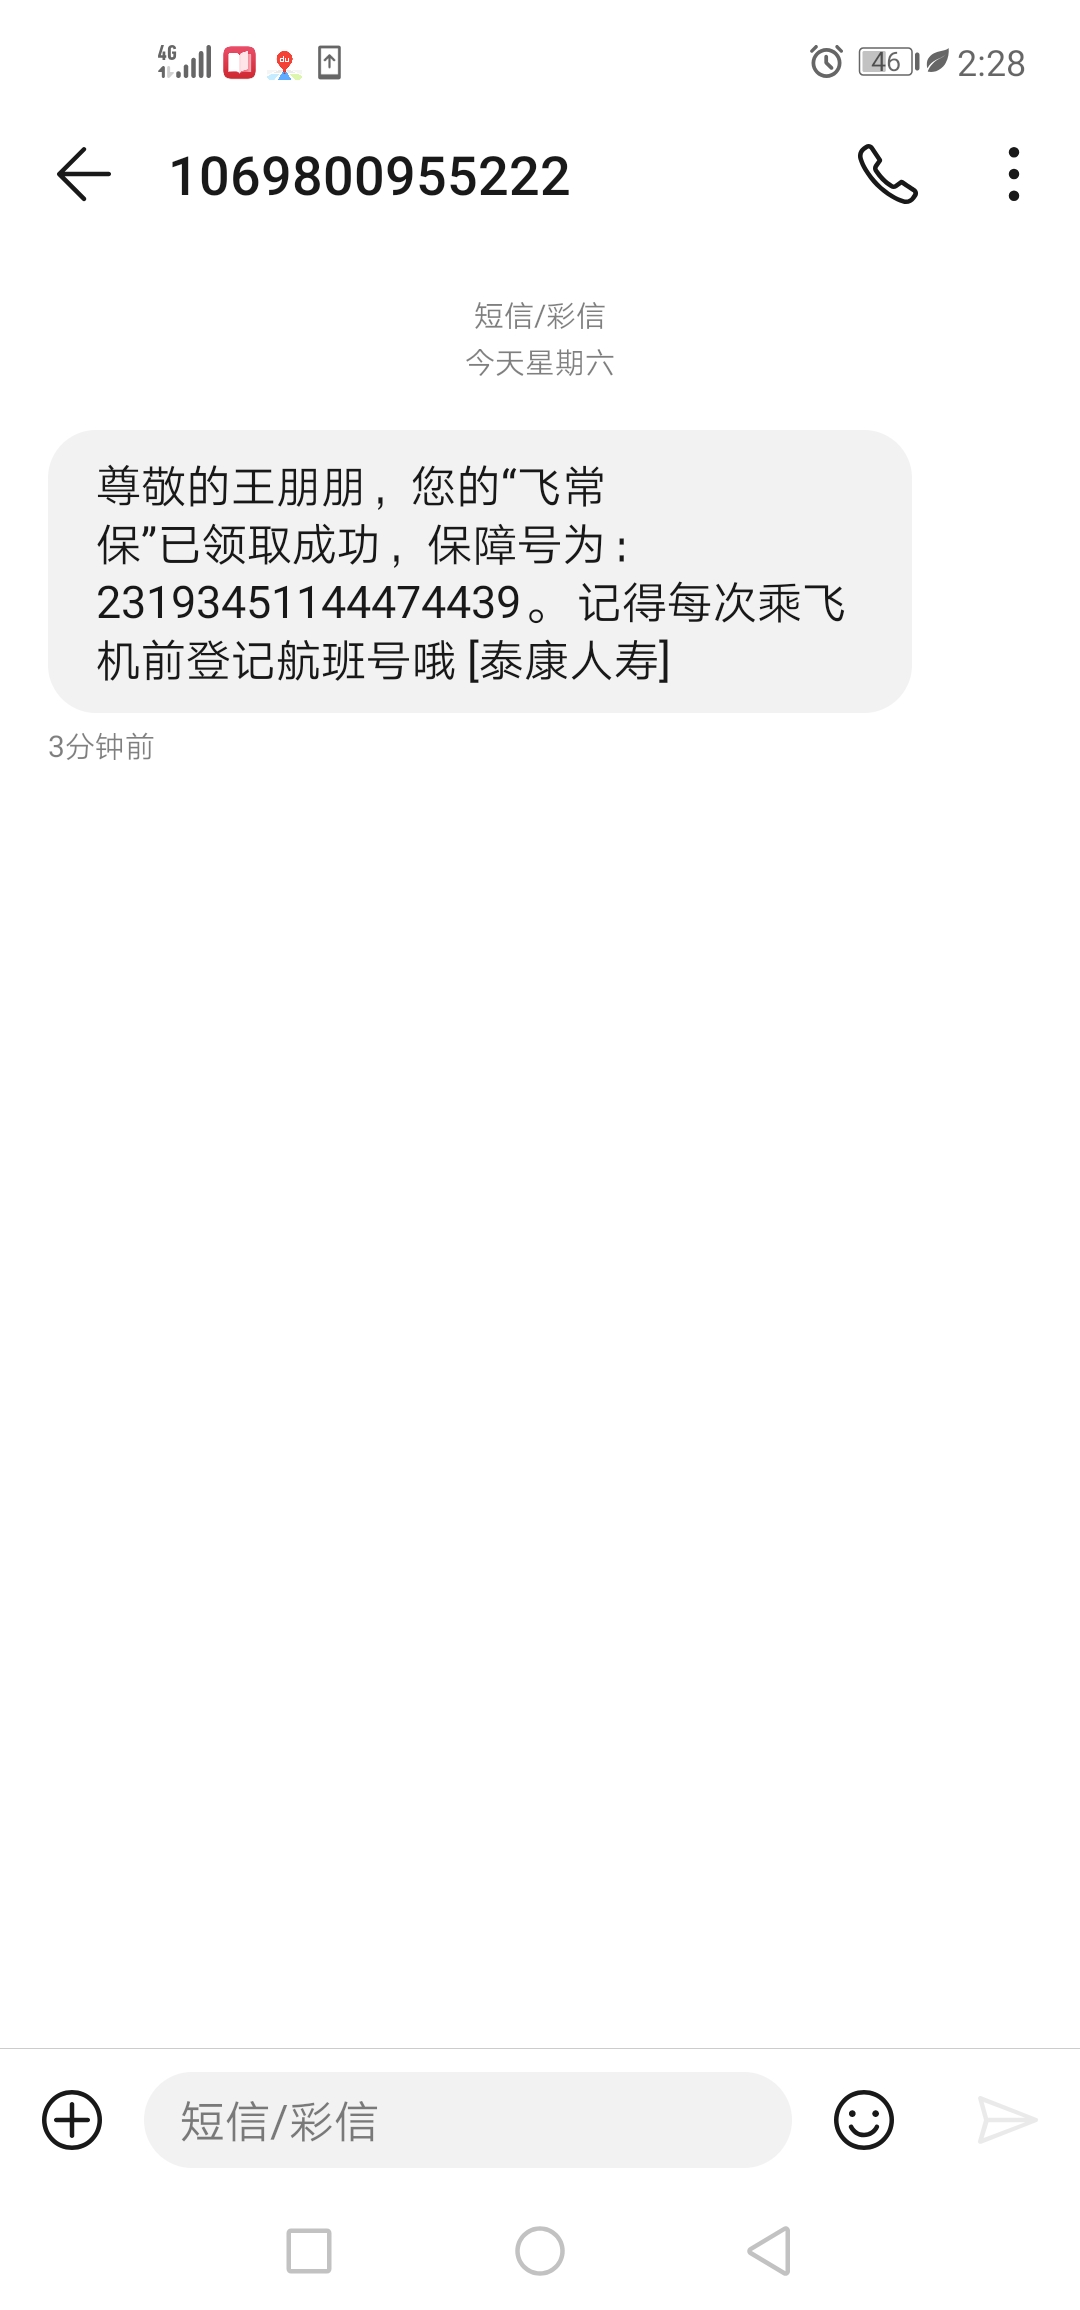 4G
46
2:28
1069800955222
短信/彩信
今天星期六
尊敬的王朋朋，您的“飞常
保”已领取成功，保障号为：
2319345114447​4439。记得每次乘飞
机前登记航班号哦 [泰康人寿]
3分钟前
短信/彩信